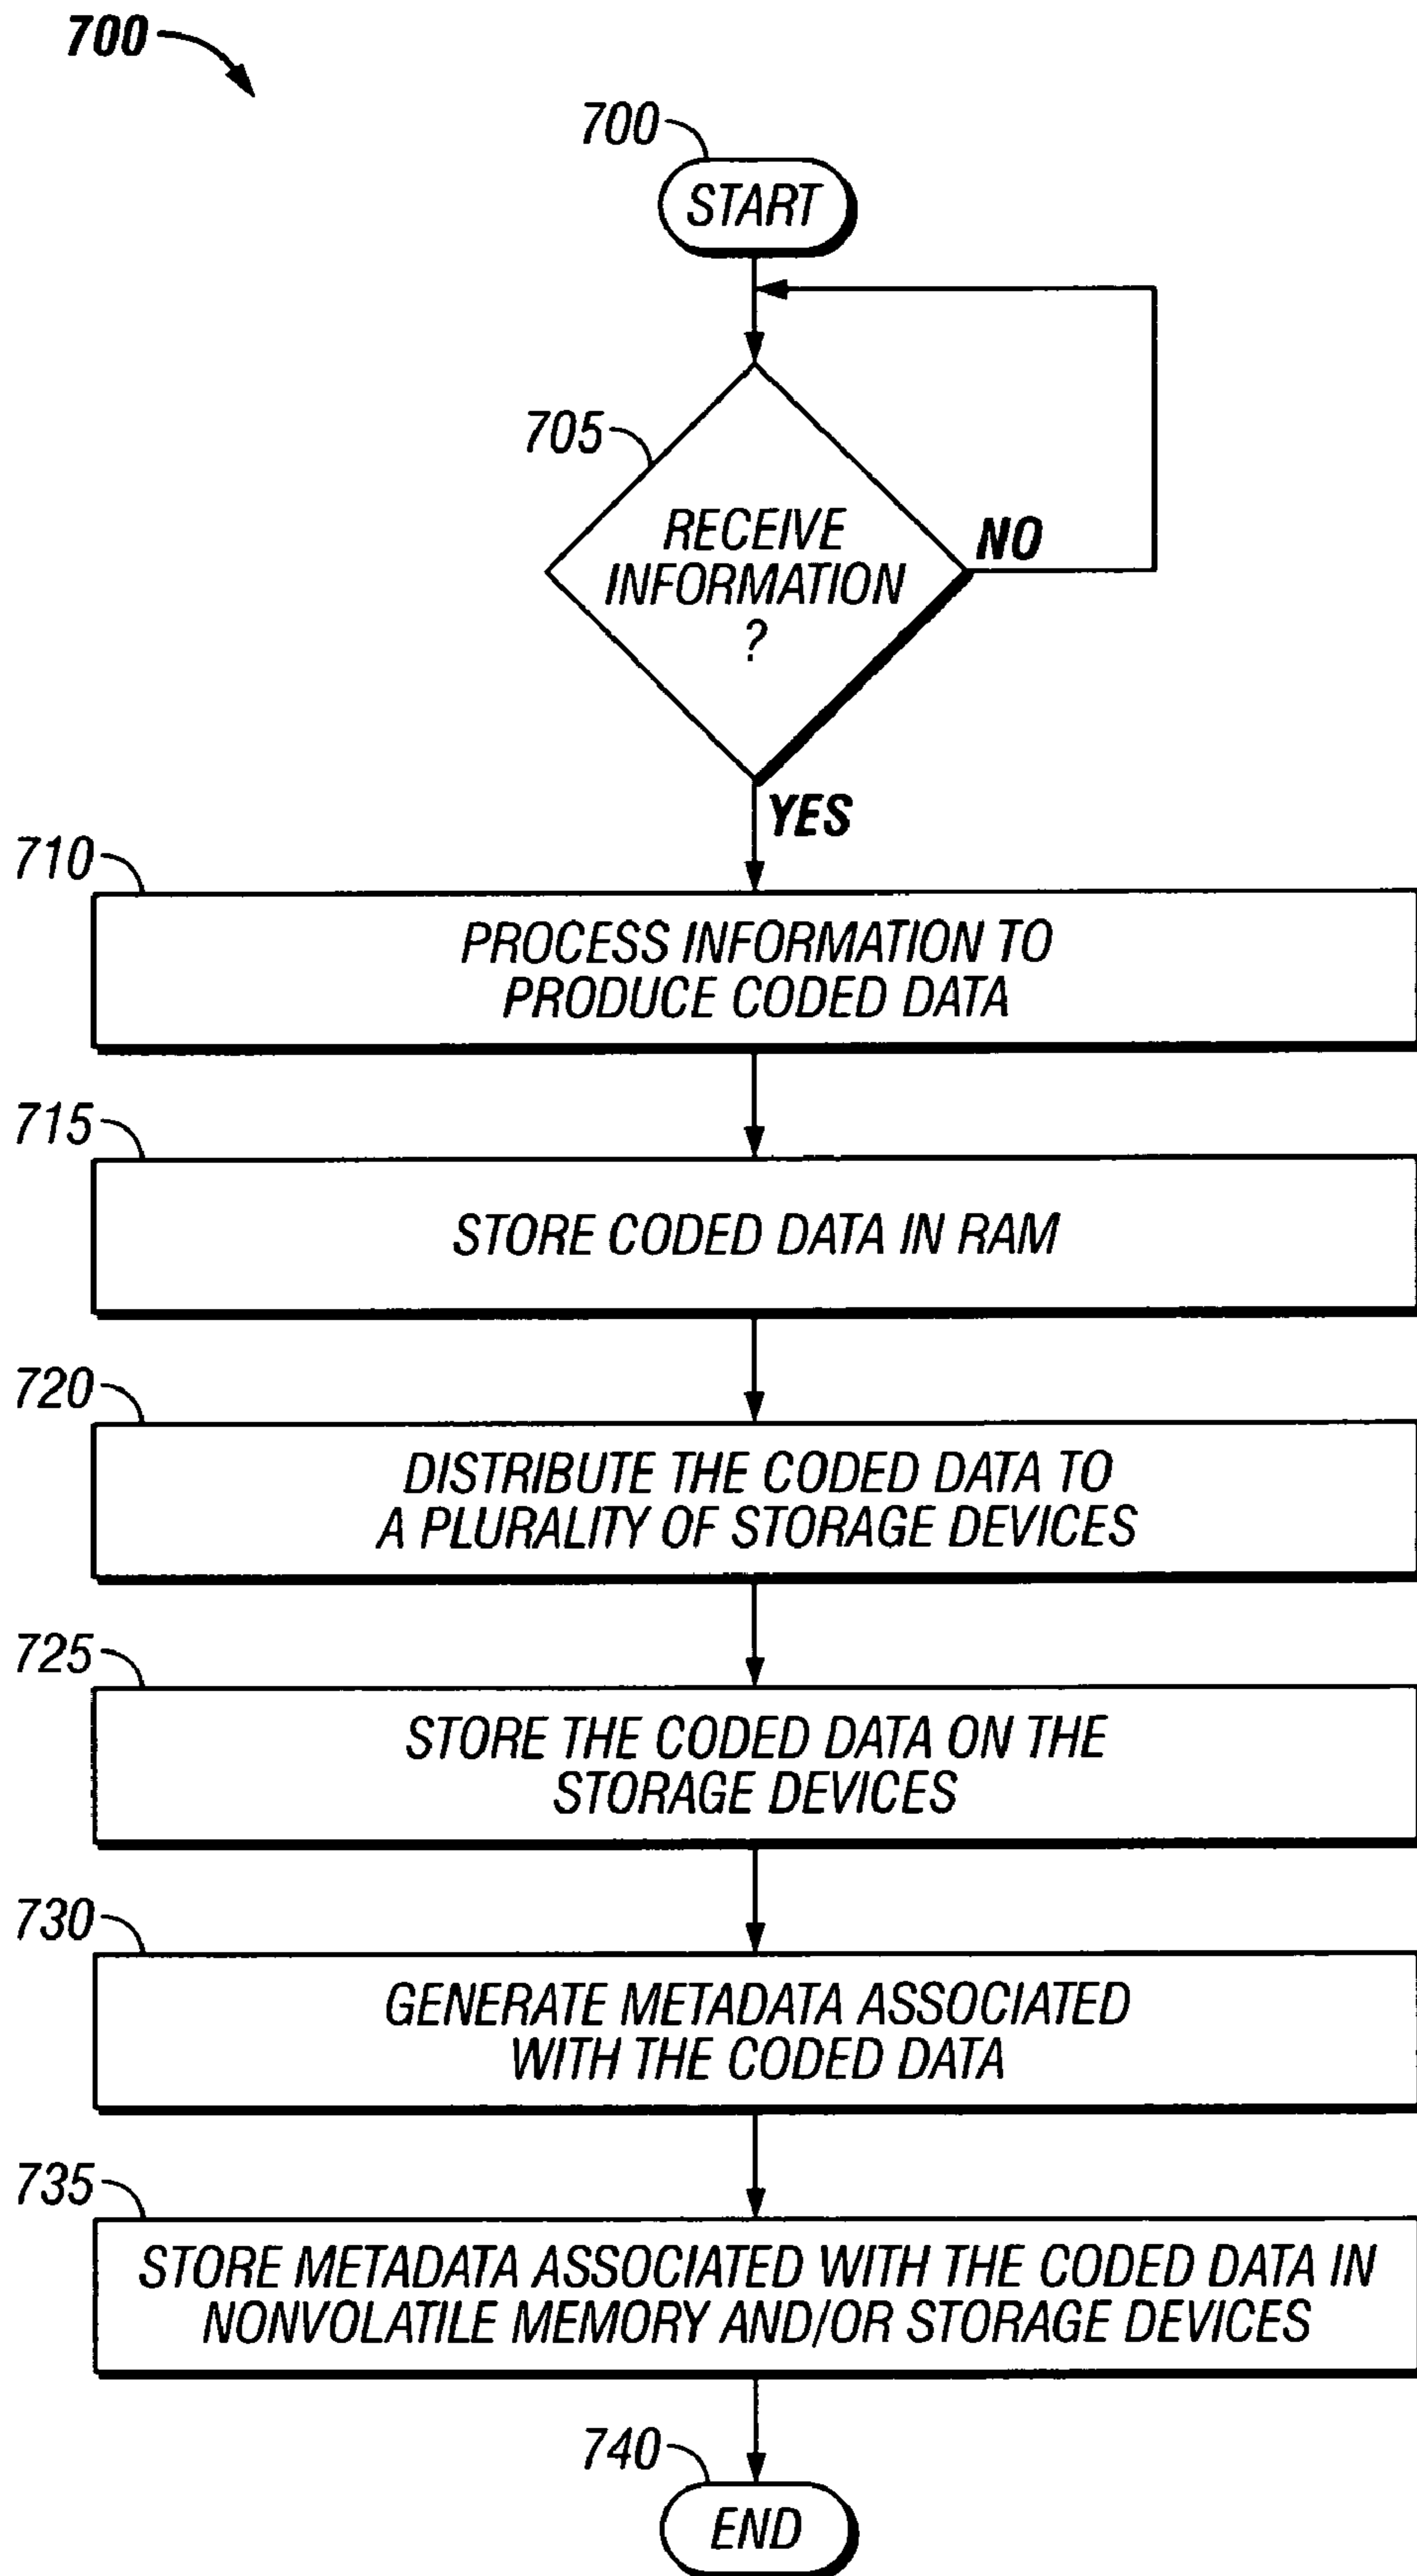 700
700
START
705
RECEIVE
INFORMATION
?
NO
YES
710
PROCESS INFORMATION TO
PRODUCE CODED DATA
715
STORE CODED DATA IN RAM
720
DISTRIBUTE THE CODED DATA TO
A PLURALITY OF STORAGE DEVICES
725
STORE THE CODED DATA ON THE
STORAGE DEVICES
730
GENERATE METADATA ASSOCIATED
WITH THE CODED DATA
735
STORE METADATA ASSOCIATED WITH THE CODED DATA IN
NONVOLATILE MEMORY AND/OR STORAGE DEVICES
740
END